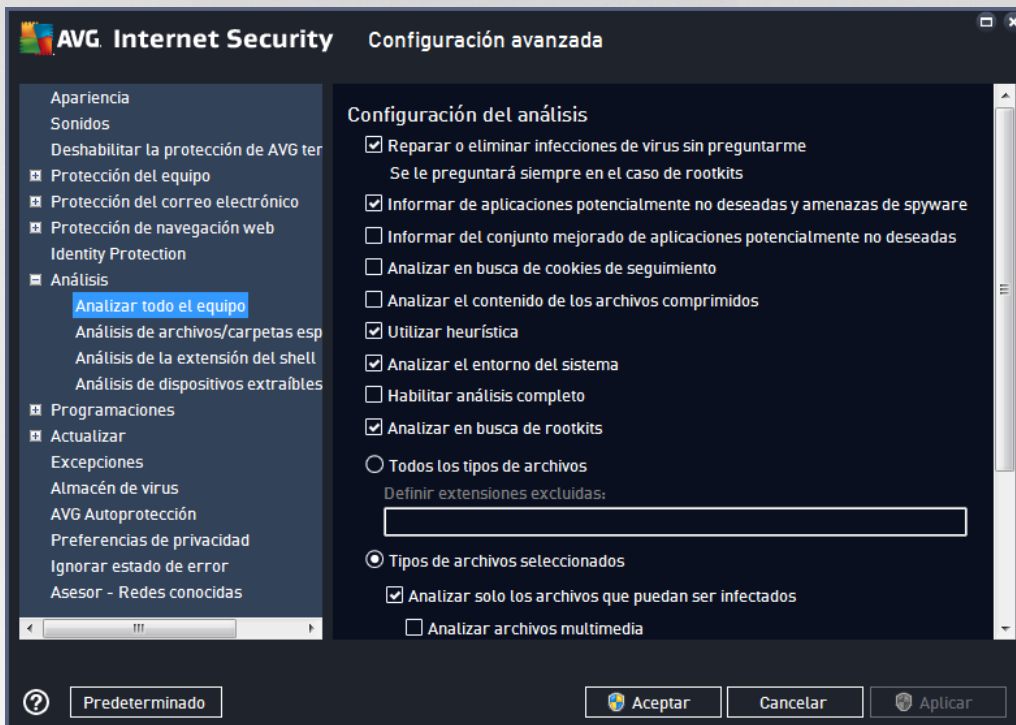 AVG. Internet Security Configuración avanzada
Apariencia
Sonidos
Deshabilitar la protección de AVG ter
Protección del equipo
Protección del correo electrónico
Protección de navegación web
Identity Protection
Análisis
Analizar todo el equipo
Análisis de archivos/carpetas esp
Análisis de la extensión del shell
Análisis de dispositivos extraíbles
Programaciones
Actualizar
Excepciones
Almacén de virus
AVG Autoprotección
Preferencias de privacidad
Ignorar estado de error
Asesor - Redes conocidas
Configuración del análisis
Reparar o eliminar infecciones de virus sin preguntarme
Se le preguntará siempre en el caso de rootkits
Informar de aplicaciones potencialmente no deseadas y amenazas de spyware
Informar del conjunto mejorado de aplicaciones potencialmente no deseadas
Analizar en busca de cookies de seguimiento
Analizar el contenido de los archivos comprimidos
Utilizar heurística
Analizar el entorno del sistema
Habilitar análisis completo
Analizar en busca de rootkits
Todos los tipos de archivos
Definir extensiones excluidas:
Tipos de archivos seleccionados
Analizar solo los archivos que puedan ser infectados
Analizar archivos multimedia
? Predeterminado Aceptar Cancelar Aplicar